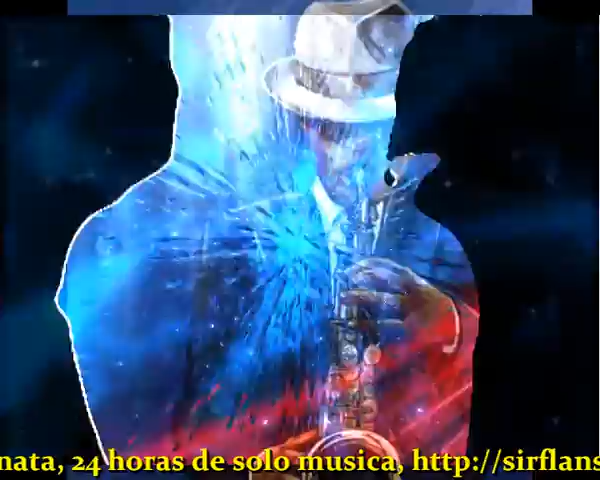 nata, 24 horas de solo musica, http://sirflans